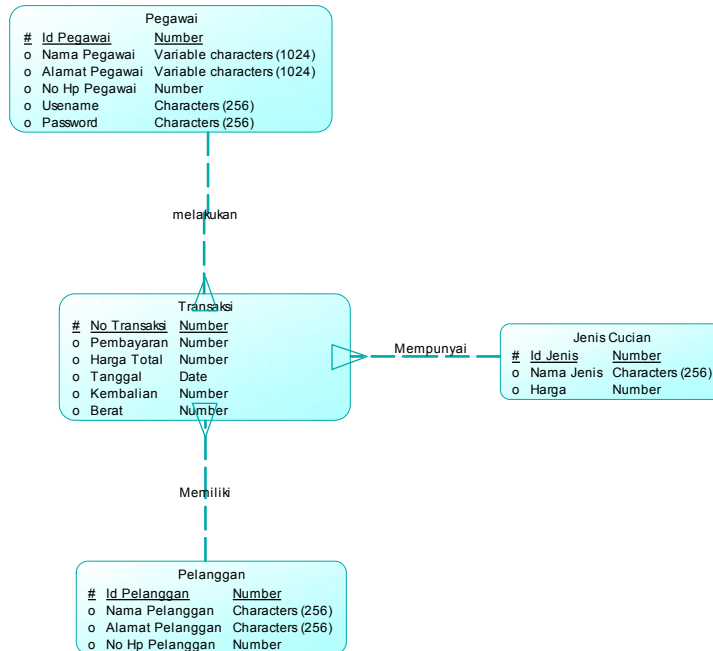 Pegawai
# Id Pegawai Number
o Nama Pegawai Variable characters (1024)
o Alamat Pegawai Variable characters (1024)
o No Hp Pegawai Number
o Usename Characters (256)
o Password Characters (256)
melakukan
Transaksi
# No Transaksi Number
o Pembayaran Number
o Harga Total Number
o Tanggal Date
o Kembalian Number
o Berat Number
Mempunyai
Jenis Cucian
# Id Jenis Number
o Nama Jenis Characters (256)
o Harga Number
Memiliki
Pelanggan
# Id Pelanggan Number
o Nama Pelanggan Characters (256)
o Alamat Pelanggan Characters (256)
o No Hp Pelanggan Number